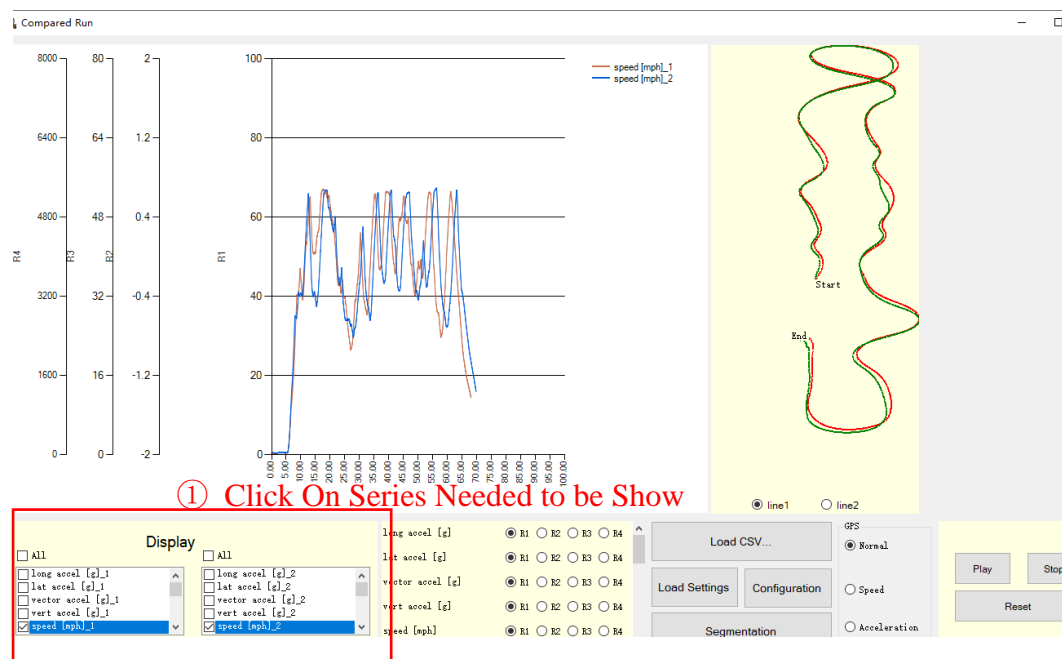 Compared Run
8000 80 2 100
speed [mph]_1
speed [mph]_2
6400 64 1.2 80
4800 48 0.4 60
R4 R3 R2 R1
3200 32 -0.4 40
1600 16 -1.2 20
0 0 -2 0
0.00 5.00 10.00 15.00 20.00 25.00 30.00 35.00 40.00 45.00 50.00 55.00 60.00 65.00 70.00 75.00 80.00 85.00 90.00 95.00 100.00
Start
End
line1 line2
① Click On Series Needed to be Show
Display
All All
long accel [g]_1 long accel [g]_2
lat accel [g]_1 lat accel [g]_2
vector accel [g]_1 vector accel [g]_2
vert accel [g]_1 vert accel [g]_2
speed [mph]_1 speed [mph]_2
long accel [g] R1 R2 R3 R4
lat accel [g] R1 R2 R3 R4
vector accel [g] R1 R2 R3 R4
vert accel [g] R1 R2 R3 R4
speed [mph] R1 R2 R3 R4
Load CSV...
Load Settings Configuration
Segmentation
GPS
Normal
Speed
Acceleration
Play Stop
Reset